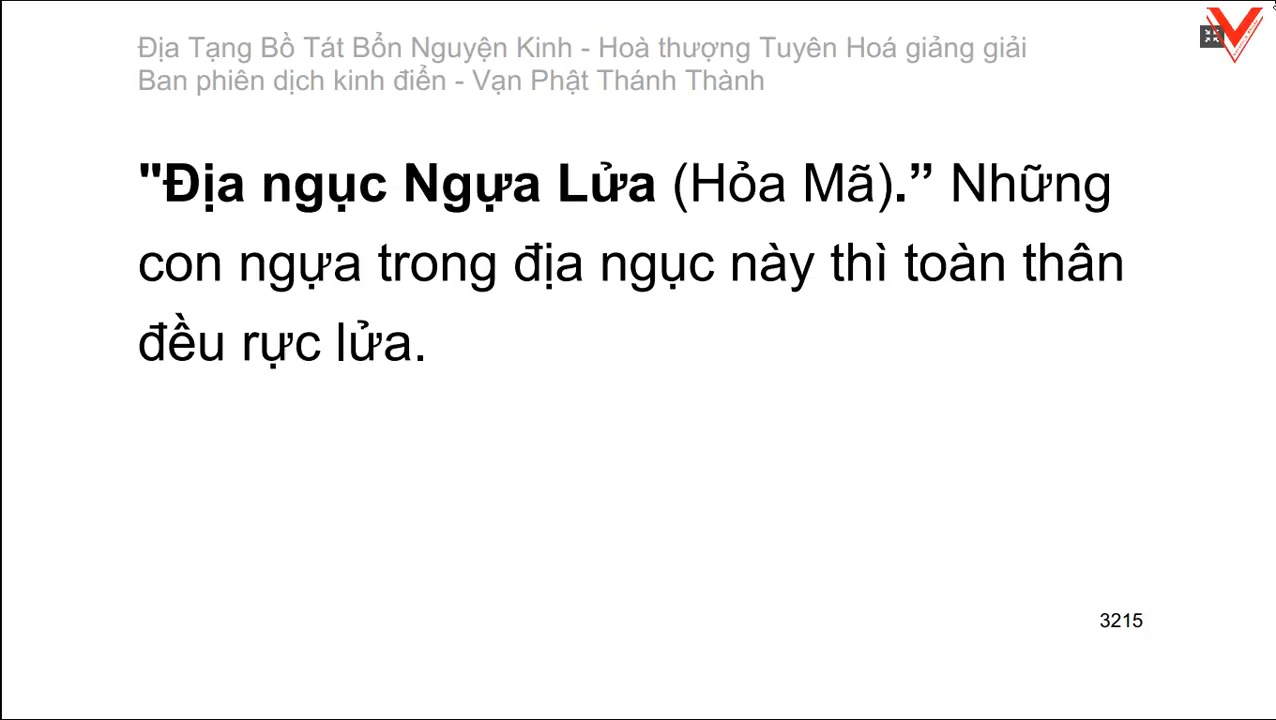 Địa Tạng Bồ Tát Bổn Nguyện Kinh - Hoà thượng Tuyên Hoá giảng giải
Ban phiên dịch kinh điển - Vạn Phật Thánh Thành
"Địa ngục Ngựa Lửa (Hỏa Mã).” Những
con ngựa trong địa ngục này thì toàn thân
đều rực lửa.
3215